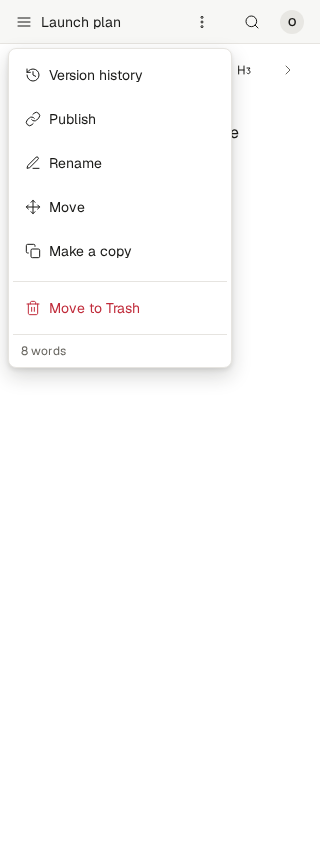 Launch plan
O
H3
Version history
Publish
e
Rename
Move
Make a copy
Move to Trash
8 words